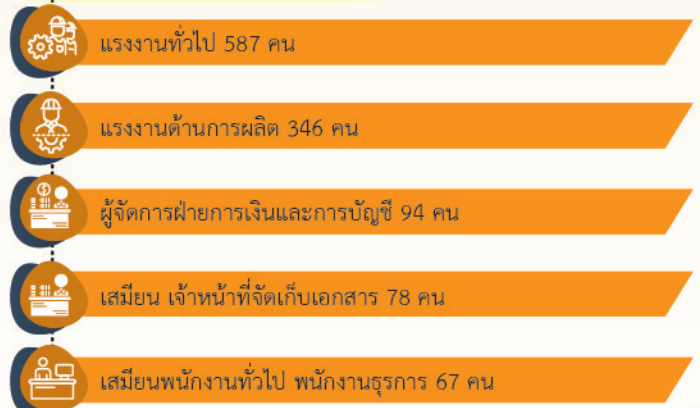 แรงงานทั่วไป 587 คน
แรงงานด้านการผลิต 346 คน
ผู้จัดการฝ่ายการเงินและการบัญชี 94 คน
เสมียน เจ้าหน้าที่จัดเก็บเอกสาร 78 คน
เสมียนพนักงานทั่วไป พนักงานธุรการ 67 คน